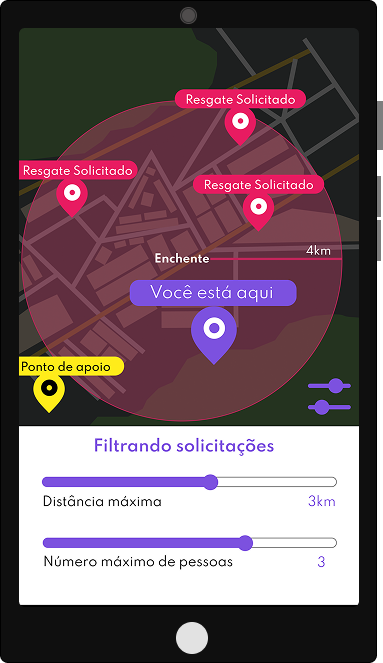 Resgate Solicitado
Resgate Solicitado
Resgate Solicitado
4km
Enchente
Você está aqui
Ponto de apoio
Filtrando solicitações
Distância máxima 3km
Número máximo de pessoas 3